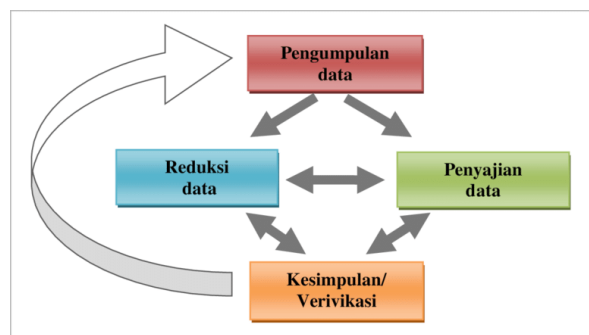 Pengumpulan
data
Reduksi
data
Penyajian
data
Kesimpulan/
Verivikasi